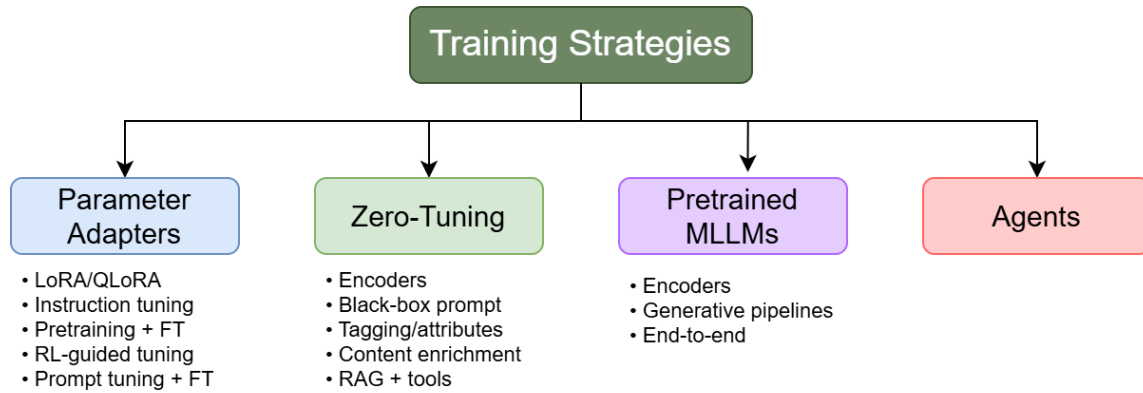 Training Strategies
Parameter
Adapters
• LoRA/QLoRA
• Instruction tuning
• Pretraining + FT
• RL-guided tuning
• Prompt tuning + FT
Zero-Tuning
• Encoders
• Black-box prompt
• Tagging/attributes
• Content enrichment
• RAG + tools
Pretrained
MLLMs
• Encoders
• Generative pipelines
• End-to-end
Agents